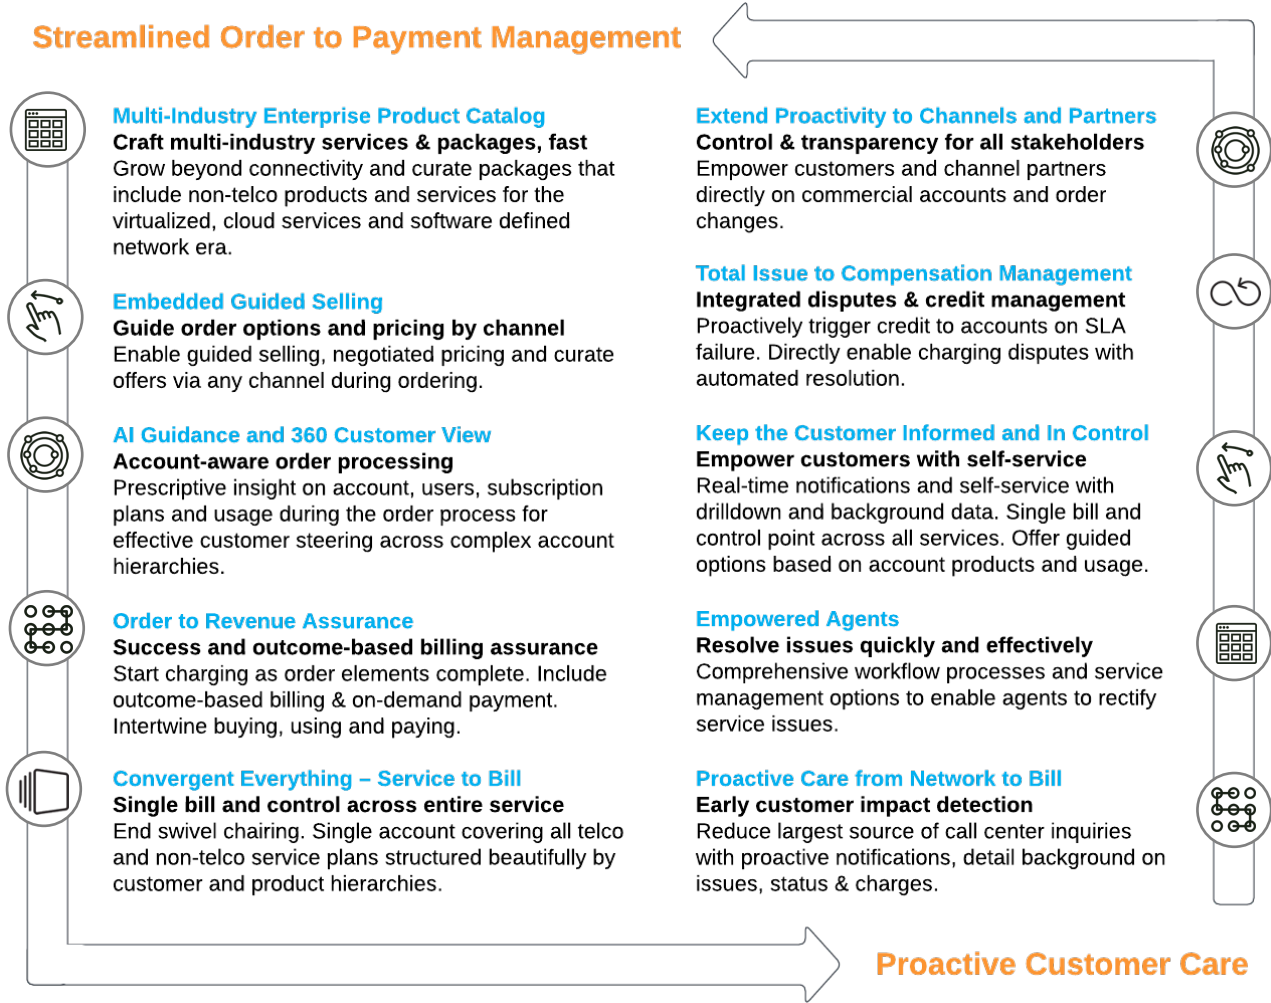 Streamlined Order to Payment Management
Multi-Industry Enterprise Product Catalog
Craft multi-industry services & packages, fast
Grow beyond connectivity and curate packages that
include non-telco products and services for the
virtualized, cloud services and software defined
network era.
Embedded Guided Selling
Guide order options and pricing by channel
Enable guided selling, negotiated pricing and curate
offers via any channel during ordering.
AI Guidance and 360 Customer View
Account-aware order processing
Prescriptive insight on account, users, subscription
plans and usage during the order process for
effective customer steering across complex account
hierarchies.
Order to Revenue Assurance
Success and outcome-based billing assurance
Start charging as order elements complete. Include
outcome-based billing & on-demand payment.
Intertwine buying, using and paying.
Convergent Everything – Service to Bill
Single bill and control across entire service
End swivel chairing. Single account covering all telco
and non-telco service plans structured beautifully by
customer and product hierarchies.
Extend Proactivity to Channels and Partners
Control & transparency for all stakeholders
Empower customers and channel partners
directly on commercial accounts and order
changes.
Total Issue to Compensation Management
Integrated disputes & credit management
Proactively trigger credit to accounts on SLA
failure. Directly enable charging disputes with
automated resolution.
Keep the Customer Informed and In Control
Empower customers with self-service
Real-time notifications and self-service with
drilldown and background data. Single bill and
control point across all services. Offer guided
options based on account products and usage.
Empowered Agents
Resolve issues quickly and effectively
Comprehensive workflow processes and service
management options to enable agents to rectify
service issues.
Proactive Care from Network to Bill
Early customer impact detection
Reduce largest source of call center inquiries
with proactive notifications, detail background on
issues, status & charges.
Proactive Customer Care